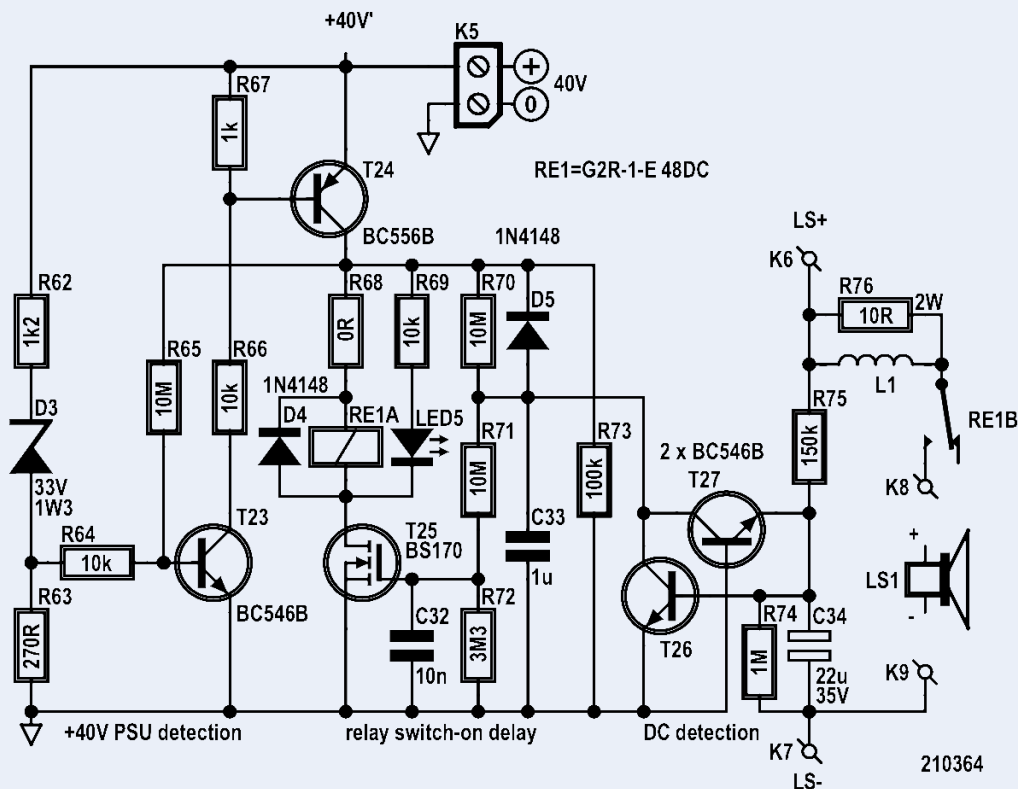 +40V'
K5
+
0
40V
R67
1k
T24
BC556B
RE1=G2R-1-E 48DC
1N4148
LS+
K6
R62
1k2
R65
10M
R66
10k
R68
0R
R69
10k
R70
10M
D5
R76
10R
2W
L1
RE1B
D3
33V
1W3
1N4148
D4
RE1A
LED5
R71
10M
R73
100k
2 x BC546B
T27
R75
150k
K8
R64
10k
T23
BC546B
T25
BS170
C33
1u
LS1
+
-
R63
270R
C32
10n
R72
3M3
T26
R74
1M
C34
22u
35V
K9
+40V PSU detection
relay switch-on delay
DC detection
K7
LS-
210364